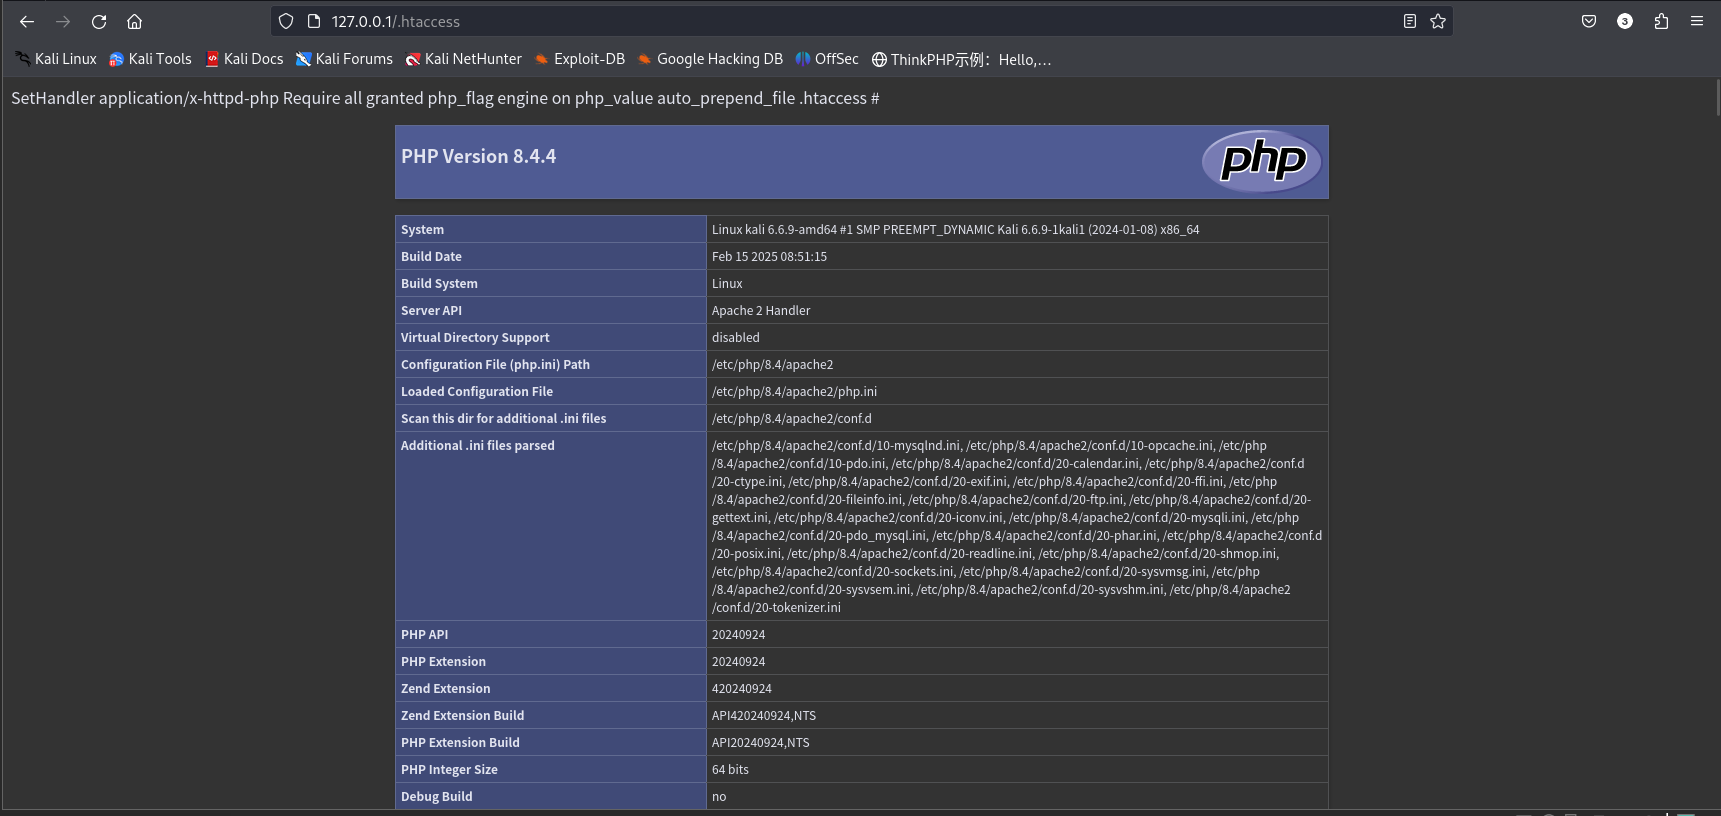 127.0.0.1/.htaccess
3
Kali Linux Kali Tools Kali Docs Kali Forums Kali NetHunter Exploit-DB Google Hacking DB OffSec ThinkPHP示例：Hello,...
SetHandler application/x-httpd-php Require all granted php_flag engine on php_value auto_prepend_file .htaccess #
PHP Version 8.4.4
php
System Linux kali 6.6.9-amd64 #1 SMP PREEMPT_DYNAMIC Kali 6.6.9-1kali1 (2024-01-08) x86_64
Build Date Feb 15 2025 08:51:15
Build System Linux
Server API Apache 2 Handler
Virtual Directory Support disabled
Configuration File (php.ini) Path /etc/php/8.4/apache2
Loaded Configuration File /etc/php/8.4/apache2/php.ini
Scan this dir for additional .ini files /etc/php/8.4/apache2/conf.d
Additional .ini files parsed /etc/php/8.4/apache2/conf.d/10-mysqlnd.ini, /etc/php/8.4/apache2/conf.d/10-opcache.ini, /etc/php
/8.4/apache2/conf.d/10-pdo.ini, /etc/php/8.4/apache2/conf.d/20-calendar.ini, /etc/php/8.4/apache2/conf.d
/20-ctype.ini, /etc/php/8.4/apache2/conf.d/20-exif.ini, /etc/php/8.4/apache2/conf.d/20-ffi.ini, /etc/php
/8.4/apache2/conf.d/20-fileinfo.ini, /etc/php/8.4/apache2/conf.d/20-ftp.ini, /etc/php/8.4/apache2/conf.d/20-
gettext.ini, /etc/php/8.4/apache2/conf.d/20-iconv.ini, /etc/php/8.4/apache2/conf.d/20-mysqli.ini, /etc/php
/8.4/apache2/conf.d/20-pdo_mysql.ini, /etc/php/8.4/apache2/conf.d/20-phar.ini, /etc/php/8.4/apache2/conf.d
/20-posix.ini, /etc/php/8.4/apache2/conf.d/20-readline.ini, /etc/php/8.4/apache2/conf.d/20-shmop.ini,
/etc/php/8.4/apache2/conf.d/20-sockets.ini, /etc/php/8.4/apache2/conf.d/20-sysvmsg.ini, /etc/php
/8.4/apache2/conf.d/20-sysvsem.ini, /etc/php/8.4/apache2/conf.d/20-sysvshm.ini, /etc/php/8.4/apache2
/conf.d/20-tokenizer.ini
PHP API 20240924
PHP Extension 20240924
Zend Extension 420240924
Zend Extension Build API420240924,NTS
PHP Extension Build API20240924,NTS
PHP Integer Size 64 bits
Debug Build no